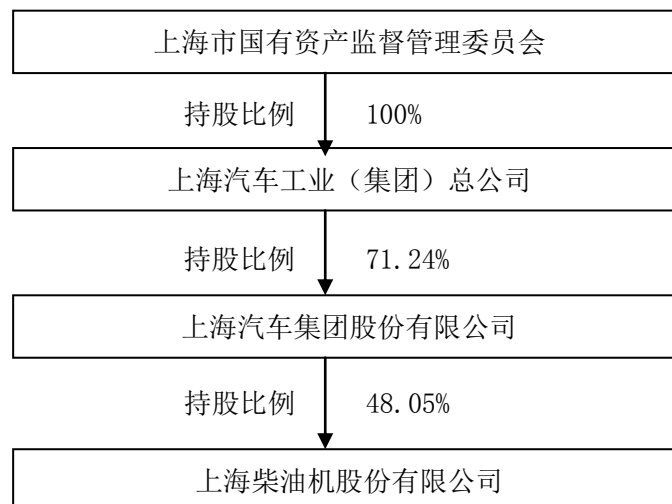 上海市国有资产监督管理委员会
持股比例 100%
上海汽车工业（集团）总公司
持股比例 71.24%
上海汽车集团股份有限公司
持股比例 48.05%
上海柴油机股份有限公司